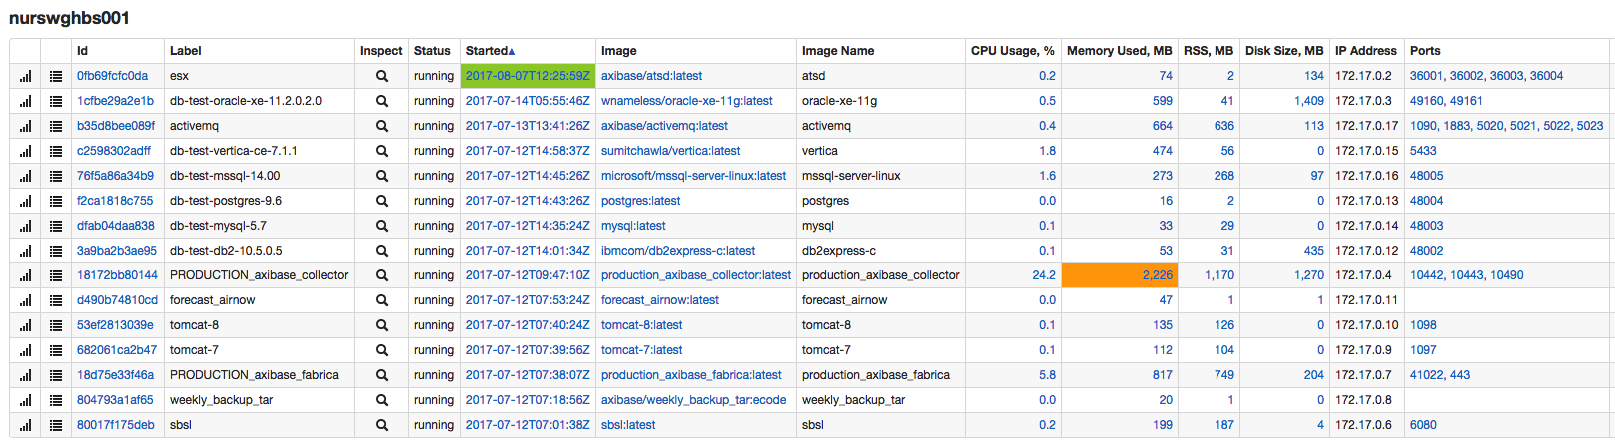 nurswghbs001
Id Label Inspect Status Started▲ Image Image Name CPU Usage, % Memory Used, MB RSS, MB Disk Size, MB IP Address Ports
0fb69fcfc0da esx running 2017-08-07T12:25:59Z axibase/atsd:latest atsd 0.2 74 2 134 172.17.0.2 36001, 36002, 36003, 36004
1cfbe29a2e1b db-test-oracle-xe-11.2.0.2.0 running 2017-07-14T05:55:46Z wnameless/oracle-xe-11g:latest oracle-xe-11g 0.5 599 41 1,409 172.17.0.3 49160, 49161
b35d8bee089f activemq running 2017-07-13T13:41:26Z axibase/activemq:latest activemq 0.4 664 636 113 172.17.0.17 1090, 1883, 5020, 5021, 5022, 5023
c2598302adff db-test-vertica-ce-7.1.1 running 2017-07-12T14:58:37Z sumitchawla/vertica:latest vertica 1.8 474 56 0 172.17.0.15 5433
76f5a86a34b9 db-test-mssql-14.00 running 2017-07-12T14:45:26Z microsoft/mssql-server-linux:latest mssql-server-linux 1.6 273 268 97 172.17.0.16 48005
f2ca1818c755 db-test-postgres-9.6 running 2017-07-12T14:43:26Z postgres:latest postgres 0.0 16 2 0 172.17.0.13 48004
dfab04daa838 db-test-mysql-5.7 running 2017-07-12T14:35:24Z mysql:latest mysql 0.1 33 29 0 172.17.0.14 48003
3a9ba2b3ae95 db-test-db2-10.5.0.5 running 2017-07-12T14:01:34Z ibmcom/db2express-c:latest db2express-c 0.1 53 31 435 172.17.0.12 48002
18172bb80144 PRODUCTION_axibase_collector running 2017-07-12T09:47:10Z production_axibase_collector:latest production_axibase_collector 24.2 2,226 1,170 1,270 172.17.0.4 10442, 10443, 10490
d490b74810cd forecast_airnow running 2017-07-12T07:53:24Z forecast_airnow:latest forecast_airnow 0.0 47 1 1 172.17.0.11
53ef2813039e tomcat-8 running 2017-07-12T07:40:24Z tomcat-8:latest tomcat-8 0.1 135 126 0 172.17.0.10 1098
682061ca2b47 tomcat-7 running 2017-07-12T07:39:56Z tomcat-7:latest tomcat-7 0.1 112 104 0 172.17.0.9 1097
18d75e33f46a PRODUCTION_axibase_fabrica running 2017-07-12T07:38:07Z production_axibase_fabrica:latest production_axibase_fabrica 5.8 817 749 204 172.17.0.7 41022, 443
804793a1af65 weekly_backup_tar running 2017-07-12T07:18:56Z axibase/weekly_backup_tar:ecode weekly_backup_tar 0.0 20 1 0 172.17.0.8
80017f175deb sbsl running 2017-07-12T07:01:38Z sbsl:latest sbsl 0.2 199 187 4 172.17.0.6 6080